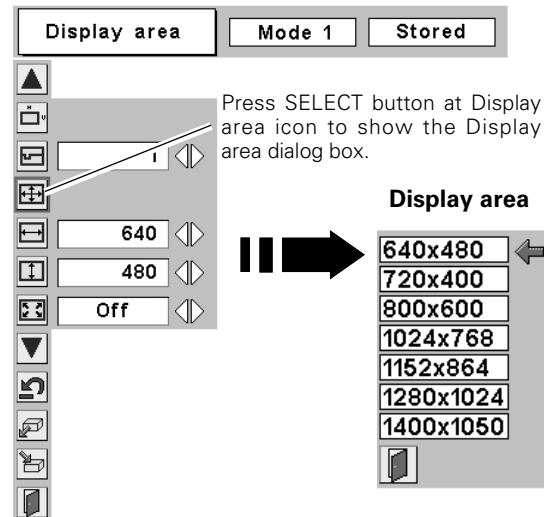 Display area
Mode 1
Stored
Press SELECT button at Display
area icon to show the Display
area dialog box.
1
640
480
Off
Display area
640x480
720x400
800x600
1024x768
1152x864
1280x1024
1400x1050